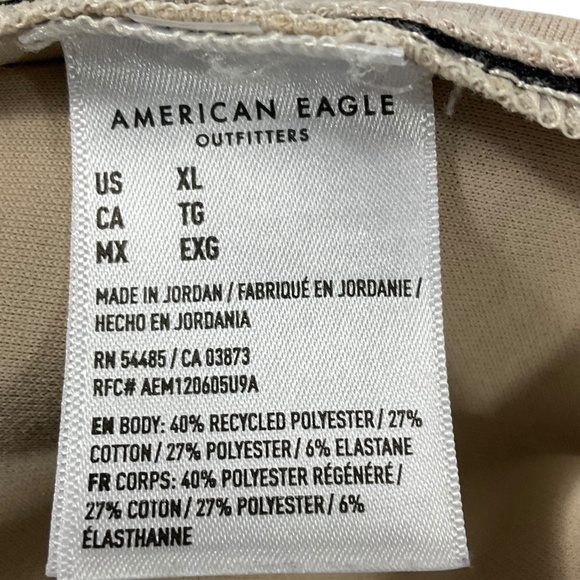 AMERICAN EAGLE
OUTFITTERS
US XL
CA TG
MX EXG
MADE IN JORDAN / FABRIQUÉ EN JORDANIE /
HECHO EN JORDANIA
RN 54485 / CA 03873
RFC# AEM120605U9A
EN BODY: 40% RECYCLED POLYESTER / 27%
COTTON / 27% POLYESTER / 6% ELASTANE
FR CORPS: 40% POLYESTER RÉGÉNÉRÉ /
27% COTON / 27% POLYESTER / 6%
ÉLASTHANNE